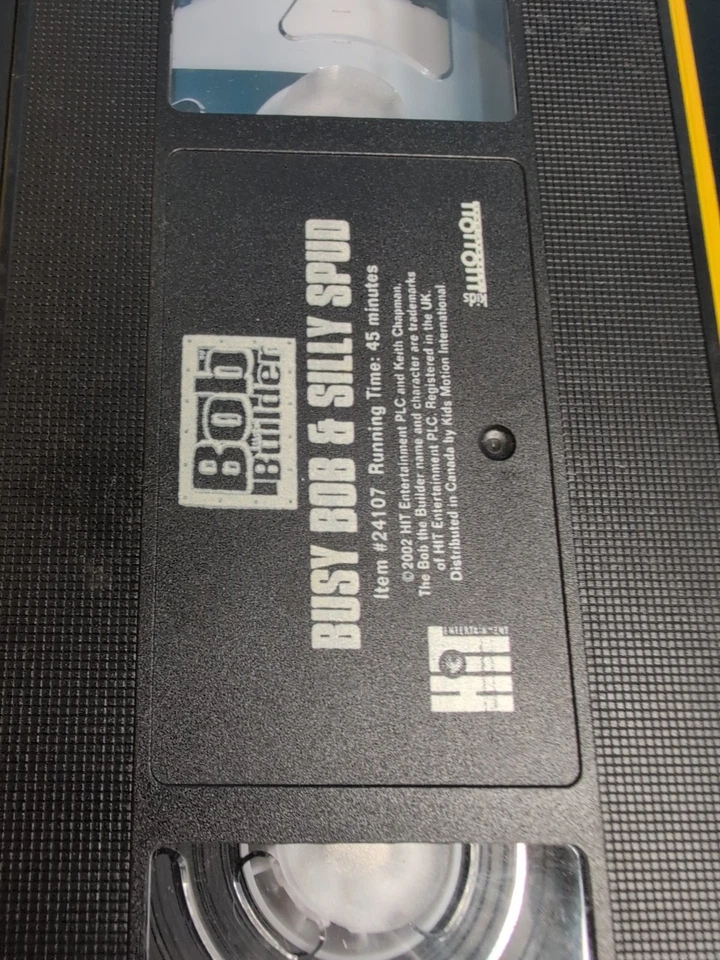 Bob
the
Builder
BUSY BOB & SILLY SPUD
Item #24107 Running Time: 45 minutes
©2002 HIT Entertainment PLC and Keith Chapman.
The Bob the Builder name and character are trademarks
of HIT Entertainment PLC. Registered in the UK.
Distributed in Canada by Kids Motion International.
HiT
ENTERTAINMENT
kids
motion